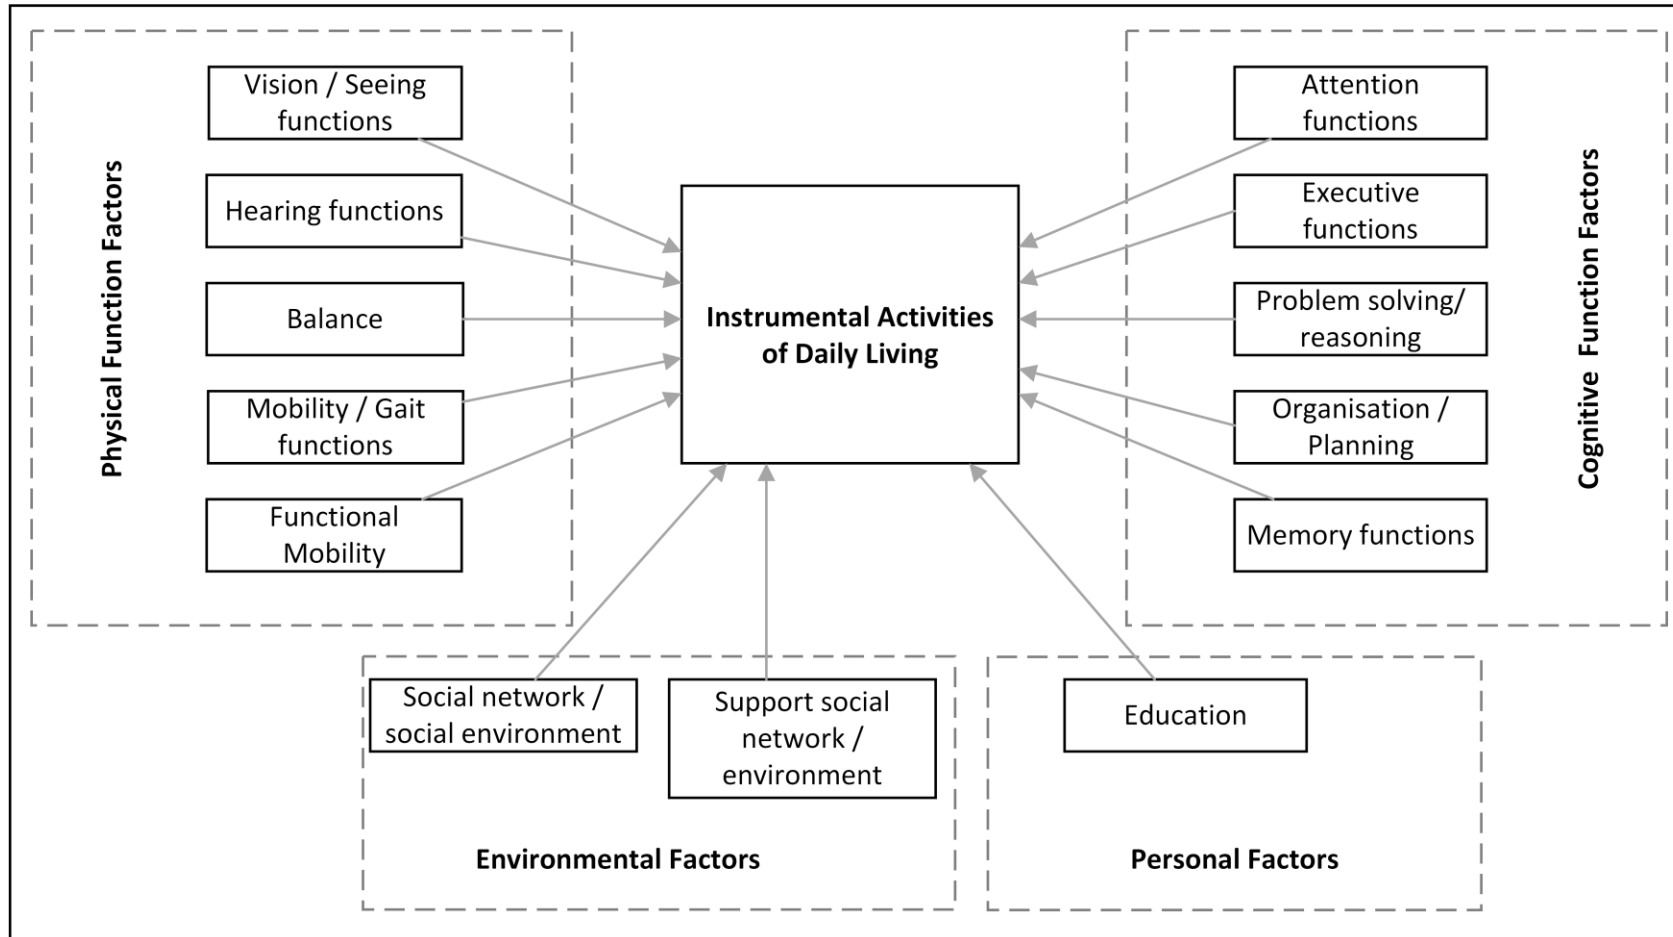 Physical Function Factors
Vision / Seeing
functions
Hearing functions
Balance
Mobility / Gait
functions
Functional
Mobility
Instrumental Activities
of Daily Living
Attention
functions
Executive
functions
Problem solving/
reasoning
Organisation /
Planning
Memory functions
Cognitive Function Factors
Social network /
social environment
Support social
network /
environment
Environmental Factors
Education
Personal Factors